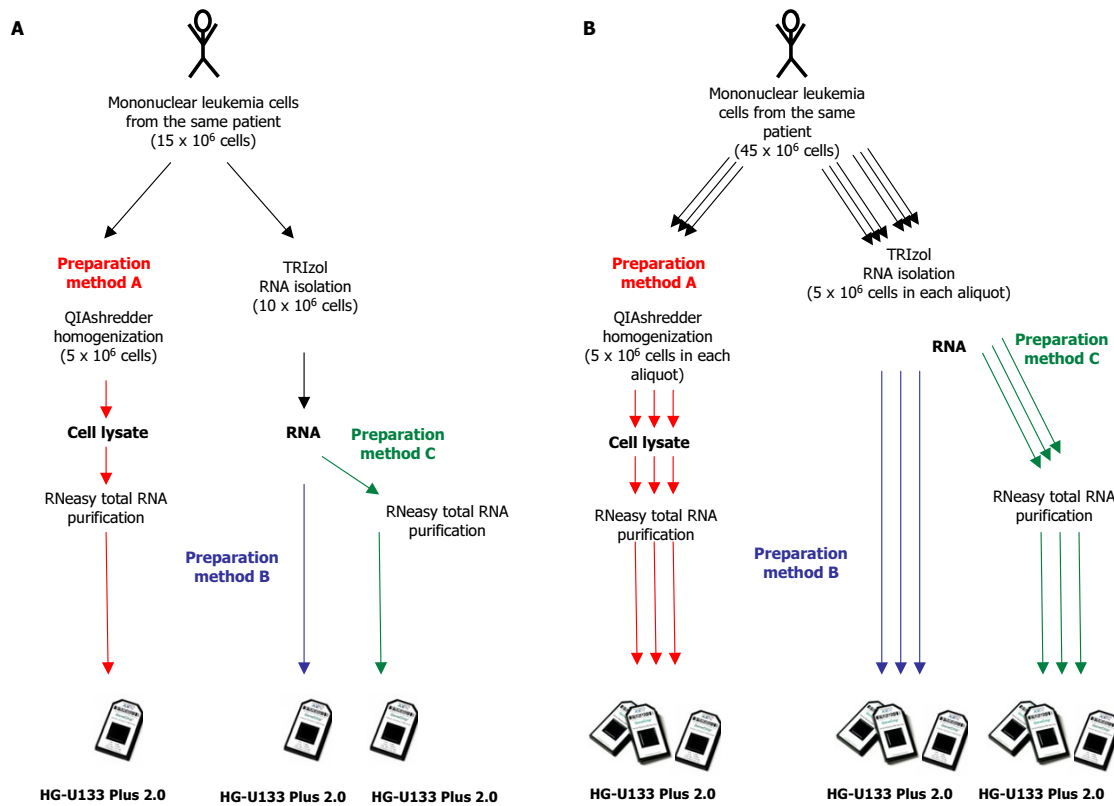 A
Mononuclear leukemia cells
from the same patient
(15 x 10⁶ cells)
Preparation
method A
TRIzol
RNA isolation
(10 x 10⁶ cells)
QIAshredder
homogenization
(5 x 10⁶ cells)
Cell lysate
RNA
Preparation
method C
RNeasy total RNA
purification
RNeasy total RNA
purification
Preparation
method B
HG-U133 Plus 2.0
HG-U133 Plus 2.0
HG-U133 Plus 2.0
B
Mononuclear leukemia
cells from the same
patient
(45 x 10⁶ cells)
Preparation
method A
TRIzol
RNA isolation
(5 x 10⁶ cells in each aliquot)
QIAshredder
homogenization
(5 x 10⁶ cells in each
aliquot)
RNA
Preparation
method C
Cell lysate
RNeasy total RNA
purification
RNeasy total RNA
purification
Preparation
method B
HG-U133 Plus 2.0
HG-U133 Plus 2.0
HG-U133 Plus 2.0